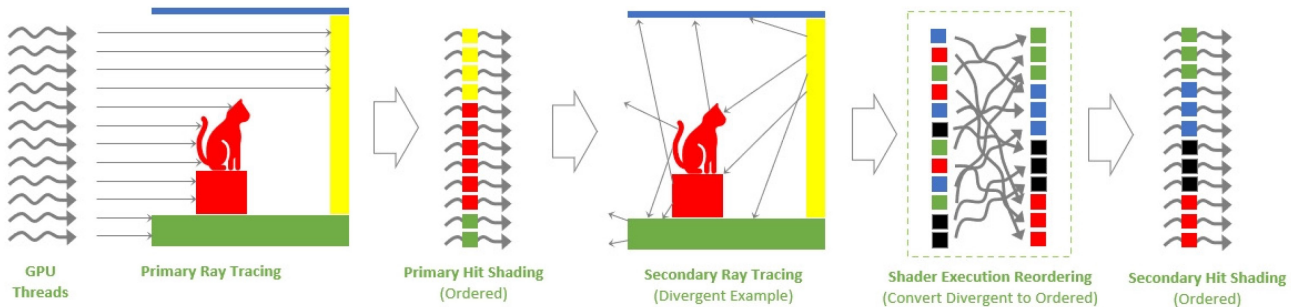 GPU
Threads
Primary Ray Tracing
Primary Hit Shading
(Ordered)
Secondary Ray Tracing
(Divergent Example)
Shader Execution Reordering
(Convert Divergent to Ordered)
Secondary Hit Shading
(Ordered)